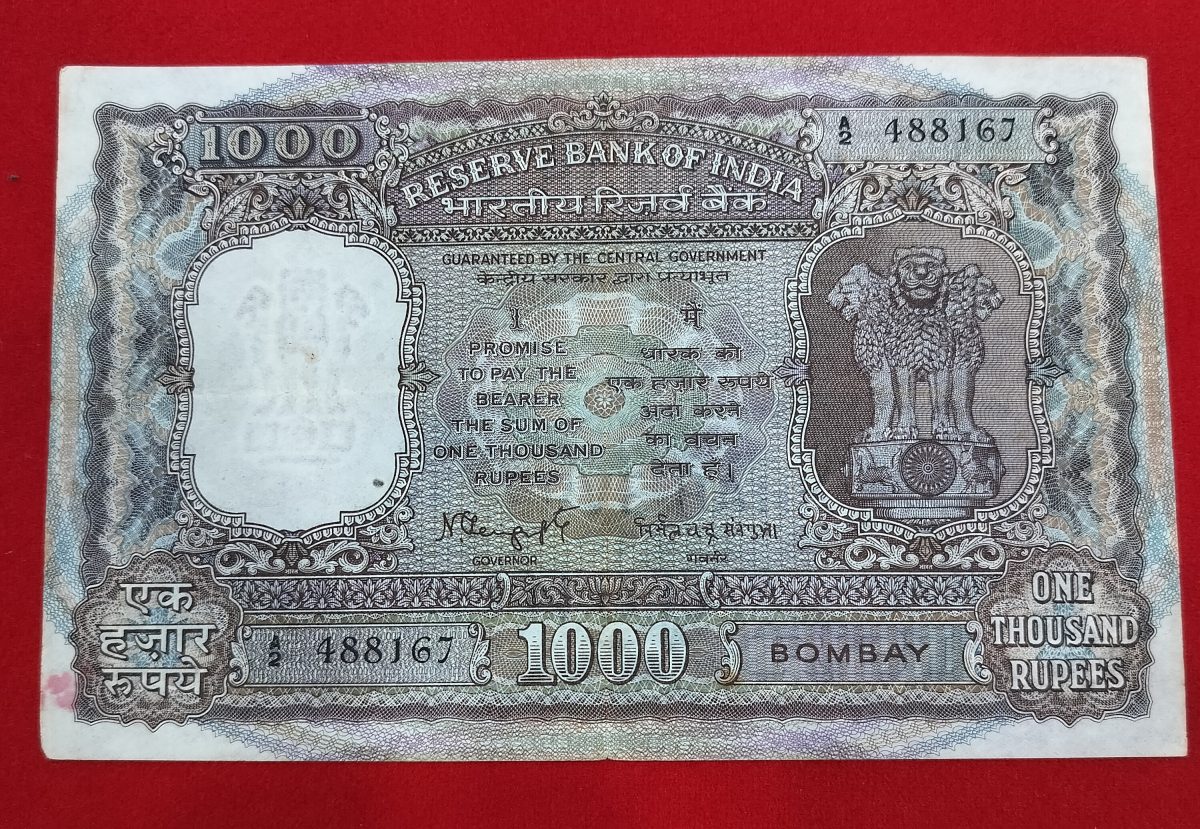 1000
A/2 488167
RESERVE BANK OF INDIA
भारतीय रिज़र्व बैंक
GUARANTEED BY THE CENTRAL GOVERNMENT
केन्द्रीय सरकार द्वारा प्रत्याभूत
I
PROMISE
TO PAY THE
BEARER
THE SUM OF
ONE THOUSAND
RUPEES
मैं
धारक को
एक हज़ार रुपये
अदा करने
का वचन
देता हूं।
GOVERNOR
गवर्नर
एक
हज़ार
रुपये
A/2 488167
1000
BOMBAY
ONE
THOUSAND
RUPEES